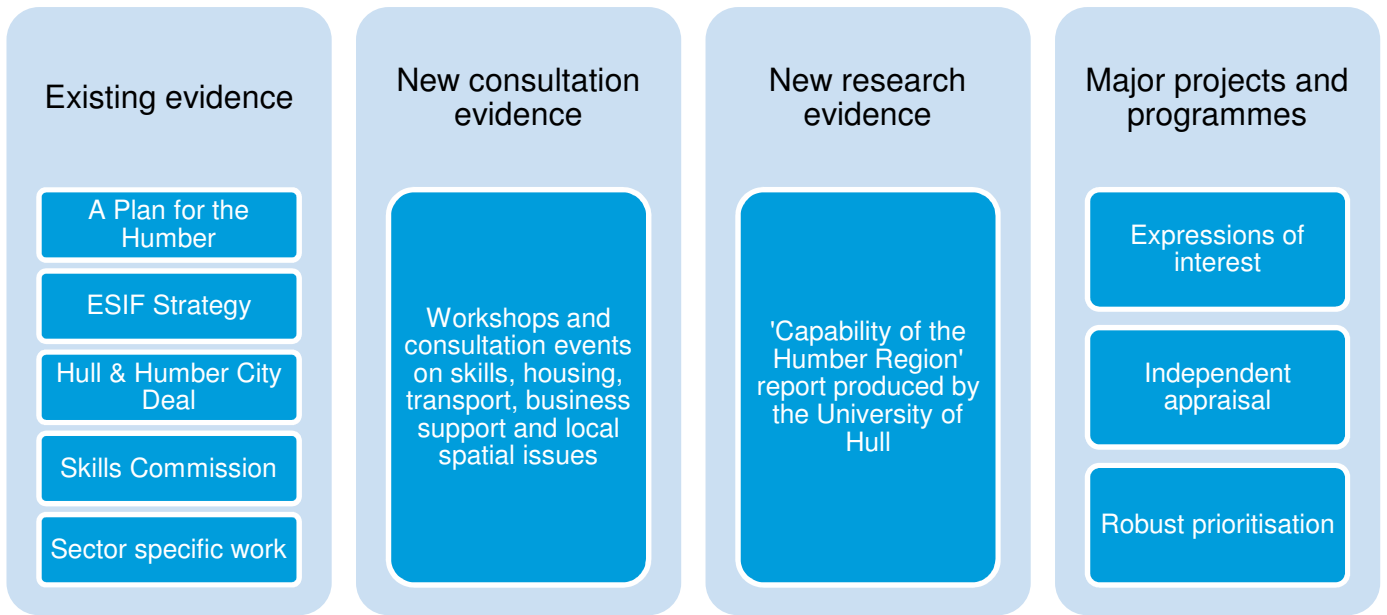 Existing evidence
A Plan for the
Humber
ESIF Strategy
Hull & Humber City
Deal
Skills Commission
Sector specific work
New consultation
evidence
Workshops and
consultation events
on skills, housing,
transport, business
support and local
spatial issues
New research
evidence
'Capability of the
Humber Region'
report produced by
the University of
Hull
Major projects and
programmes
Expressions of
interest
Independent
appraisal
Robust prioritisation